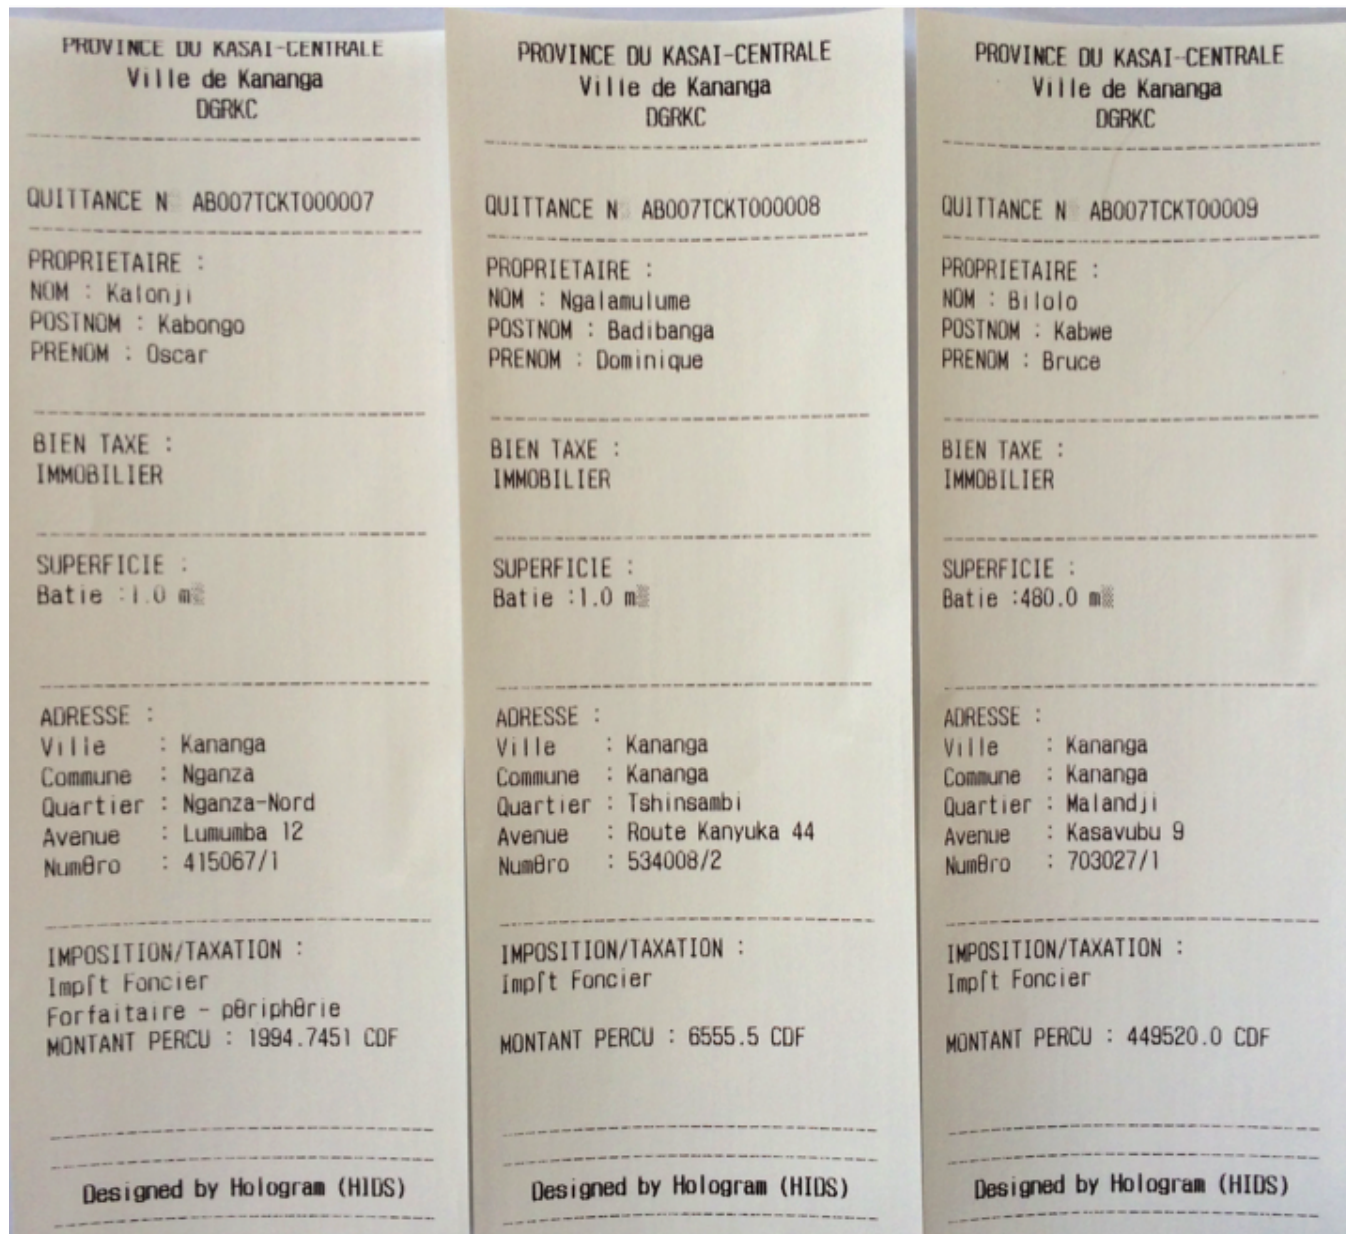 PROVINCE DU KASAI-CENTRALE
Ville de Kananga
DGRKC
QUITTANCE N AB007TCKT000007
PROPRIETAIRE :
NOM : Kalonji
POSTNOM : Kabongo
PRENOM : Oscar
BIEN TAXE :
IMMOBILIER
SUPERFICIE :
Batie :1.0 m
ADRESSE :
Ville : Kananga
Commune : Nganza
Quartier : Nganza-Nord
Avenue : Lumumba 12
Numθro : 415067/1
IMPOSITION/TAXATION :
Impſt Foncier
Forfaitaire - pθriphθrie
MONTANT PERCU : 1994.7451 CDF
Designed by Hologram (HIDS)
PROVINCE DU KASAI-CENTRALE
Ville de Kananga
DGRKC
QUITTANCE N AB007TCKT000008
PROPRIETAIRE :
NOM : Ngalamulume
POSTNOM : Badibanga
PRENOM : Dominique
BIEN TAXE :
IMMOBILIER
SUPERFICIE :
Batie :1.0 m
ADRESSE :
Ville : Kananga
Commune : Kananga
Quartier : Tshinsambi
Avenue : Route Kanyuka 44
Numθro : 534008/2
IMPOSITION/TAXATION :
Impſt Foncier
MONTANT PERCU : 6555.5 CDF
Designed by Hologram (HIDS)
PROVINCE DU KASAI-CENTRALE
Ville de Kananga
DGRKC
QUITTANCE N AB007TCKT00009
PROPRIETAIRE :
NOM : Bilolo
POSTNOM : Kabwe
PRENOM : Bruce
BIEN TAXE :
IMMOBILIER
SUPERFICIE :
Batie :480.0 m
ADRESSE :
Ville : Kananga
Commune : Kananga
Quartier : Malandji
Avenue : Kasavubu 9
Numθro : 703027/1
IMPOSITION/TAXATION :
Impſt Foncier
MONTANT PERCU : 449520.0 CDF
Designed by Hologram (HIDS)